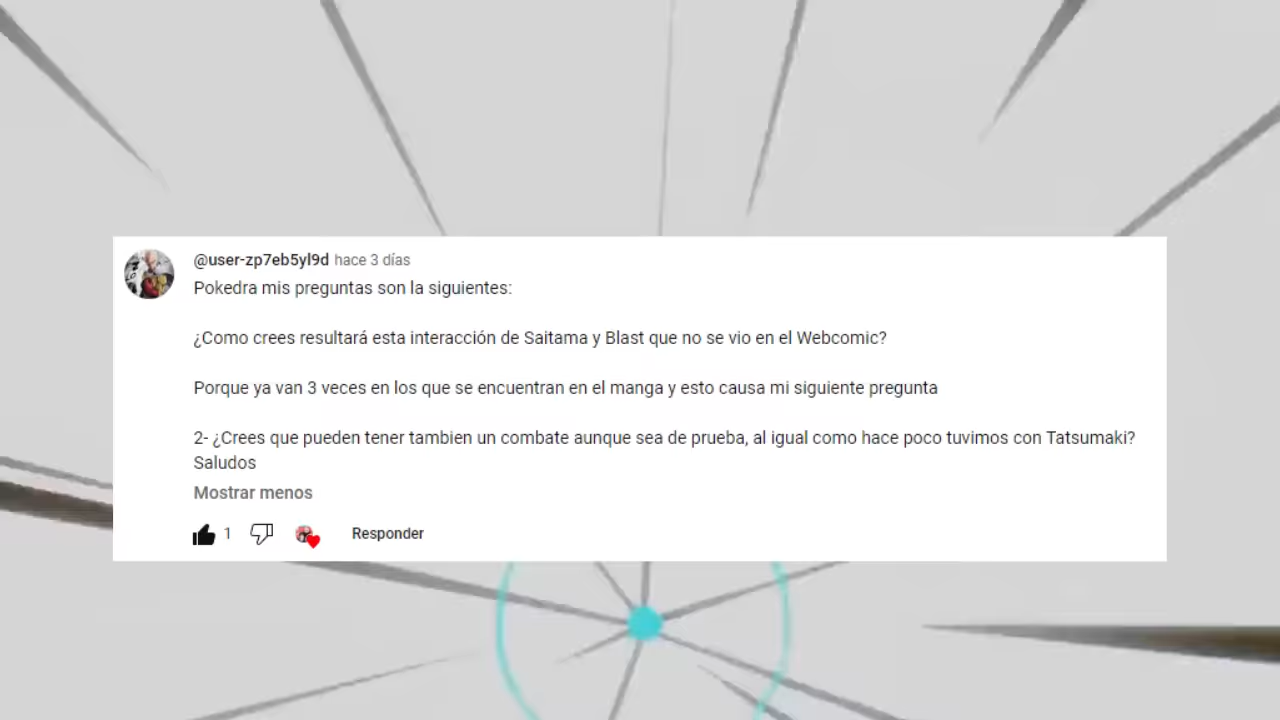 @user-zp7eb5yl9d hace 3 días
Pokedra mis preguntas son la siguientes:
¿Como crees resultará esta interacción de Saitama y Blast que no se vio en el Webcomic?
Porque ya van 3 veces en los que se encuentran en el manga y esto causa mi siguiente pregunta
2- ¿Crees que pueden tener tambien un combate aunque sea de prueba, al igual como hace poco tuvimos con Tatsumaki?
Saludos
Mostrar menos
1 Responder